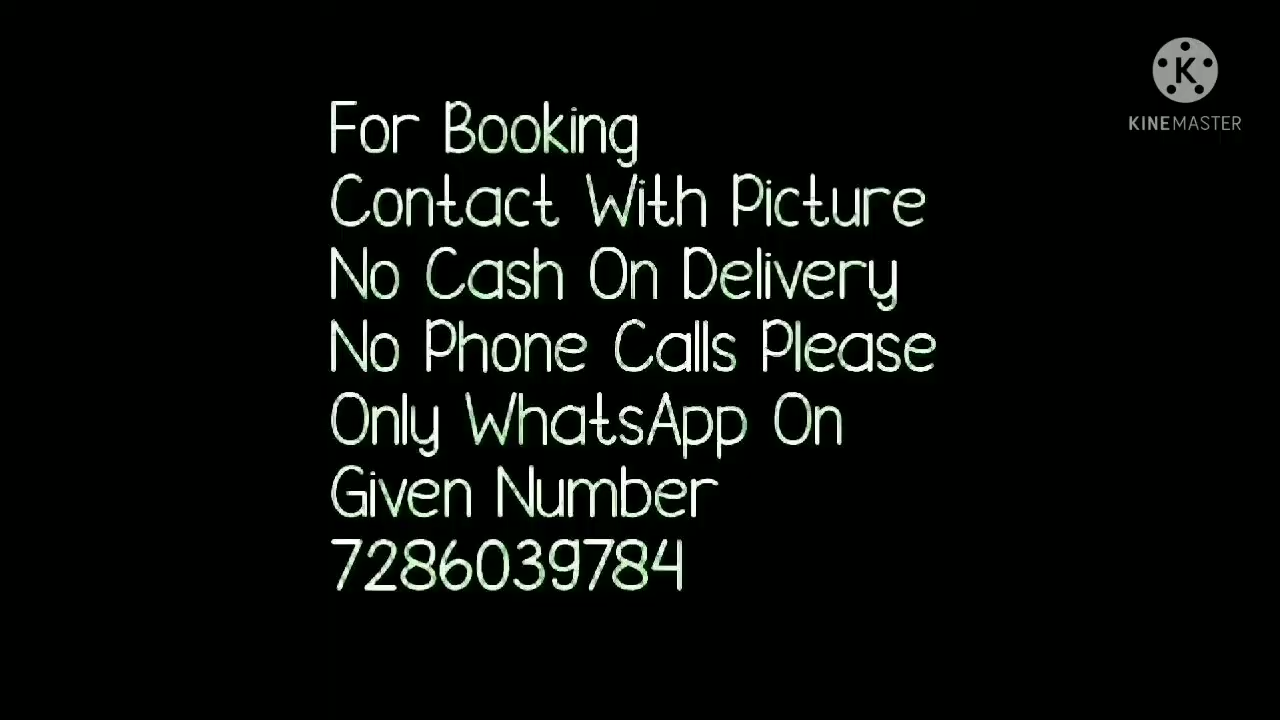 For Booking
Contact With Picture
No Cash On Delivery
No Phone Calls Please
Only WhatsApp On
Given Number
7286039784
K
KINEMASTER